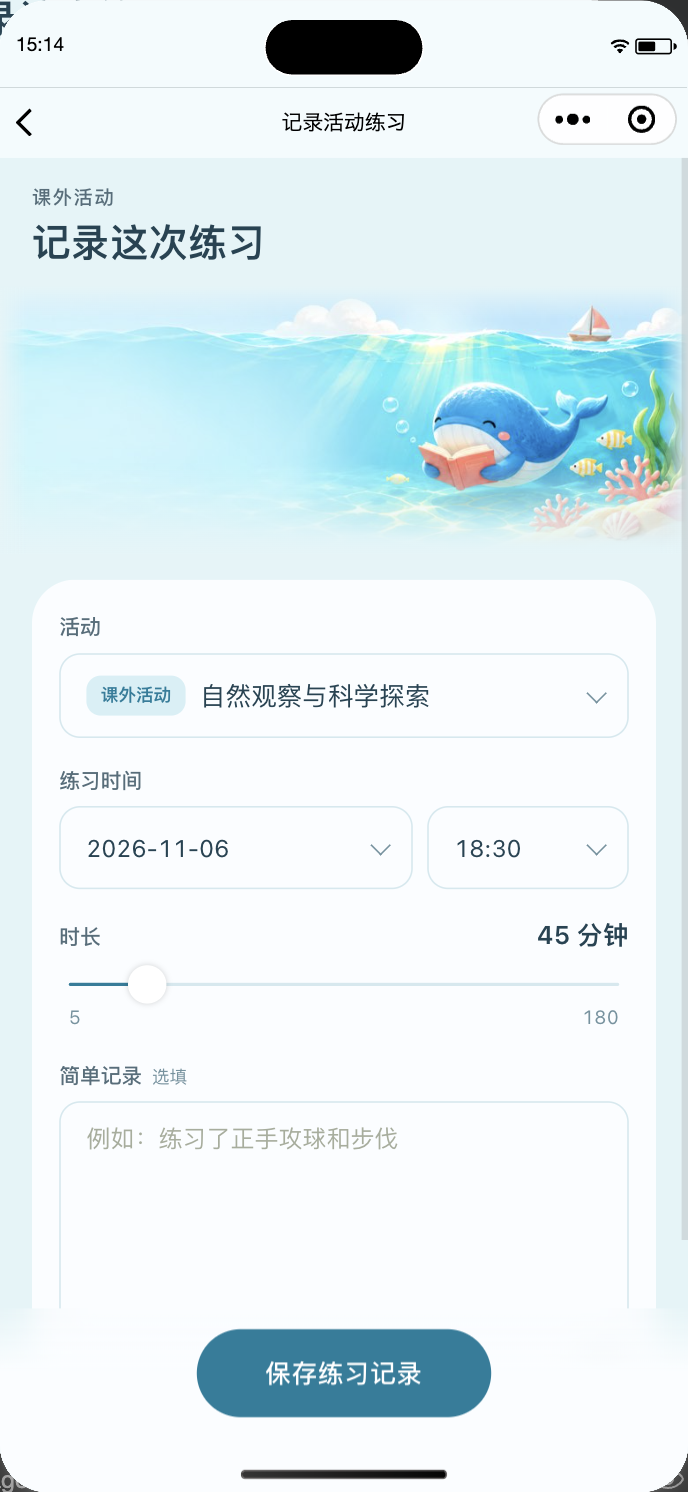 15:14
记录活动练习
课外活动
记录这次练习
活动
课外活动 自然观察与科学探索
练习时间
2026-11-06 18:30
时长 45 分钟
5 180
简单记录 选填
例如：练习了正手攻球和步伐
保存练习记录